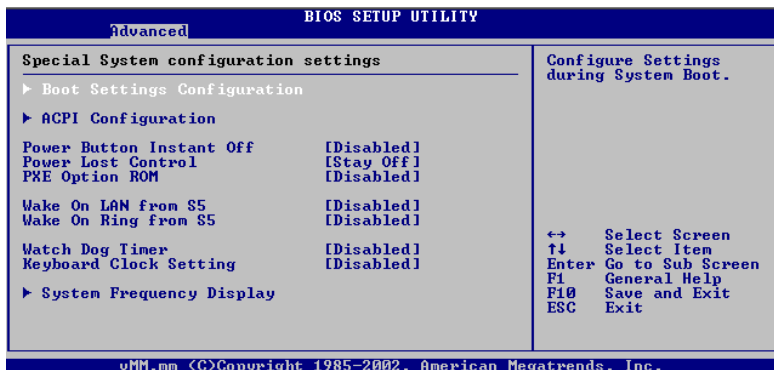 BIOS SETUP UTILITY
Advanced
Special System configuration settings
► Boot Settings Configuration
► ACPI Configuration
Power Button Instant Off [Disabled]
Power Lost Control [Stay Off]
PXE Option ROM [Disabled]
Wake On LAN from S5 [Disabled]
Wake On Ring from S5 [Disabled]
Watch Dog Timer [Disabled]
Keyboard Clock Setting [Disabled]
► System Frequency Display
Configure Settings
during System Boot.
↔ Select Screen
↑↓ Select Item
Enter Go to Sub Screen
F1 General Help
F10 Save and Exit
ESC Exit
vMM.mm (C)Copyright 1985-2002, American Megatrends, Inc.